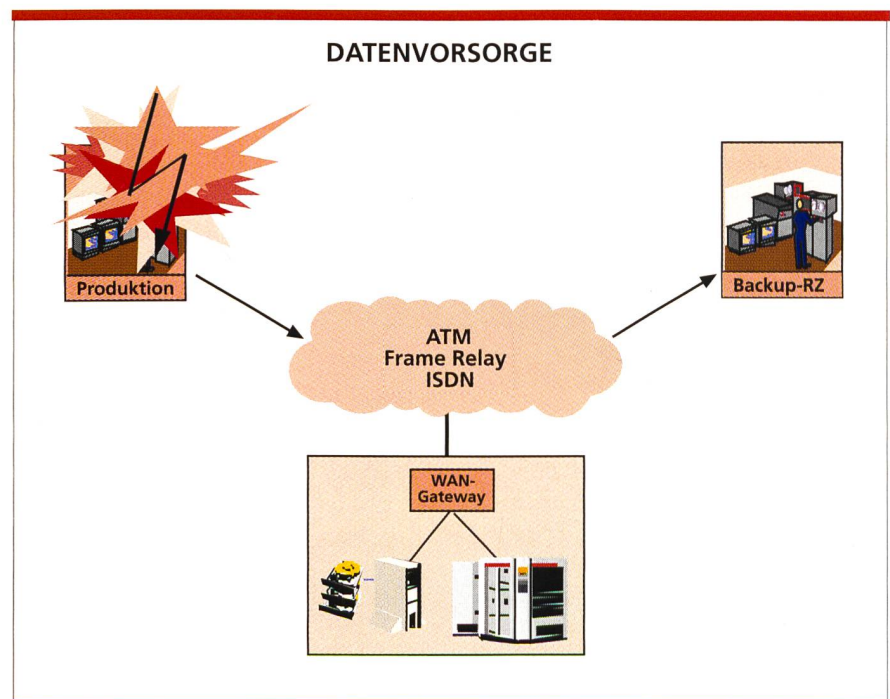 DATENVORSORGE
Produktion
Backup-RZ
ATM
Frame Relay
ISDN
WAN-
Gateway